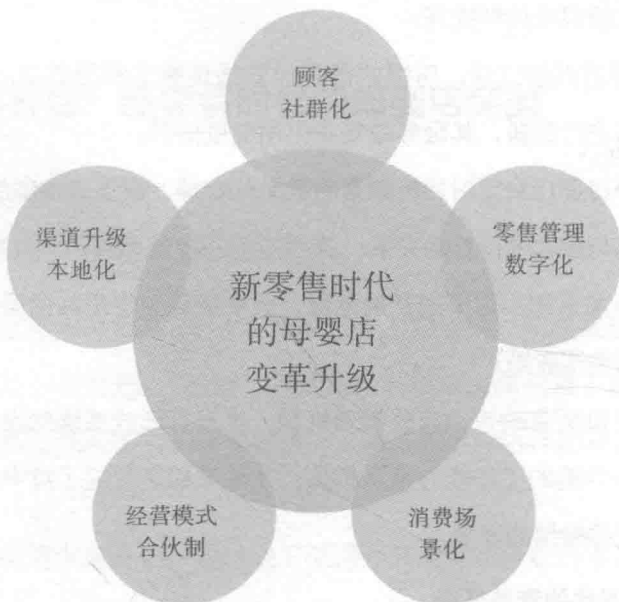 顾客
社群化
渠道升级
本地化
零售管理
数字化
新零售时代
的母婴店
变革升级
经营模式
合伙制
消费场
景化